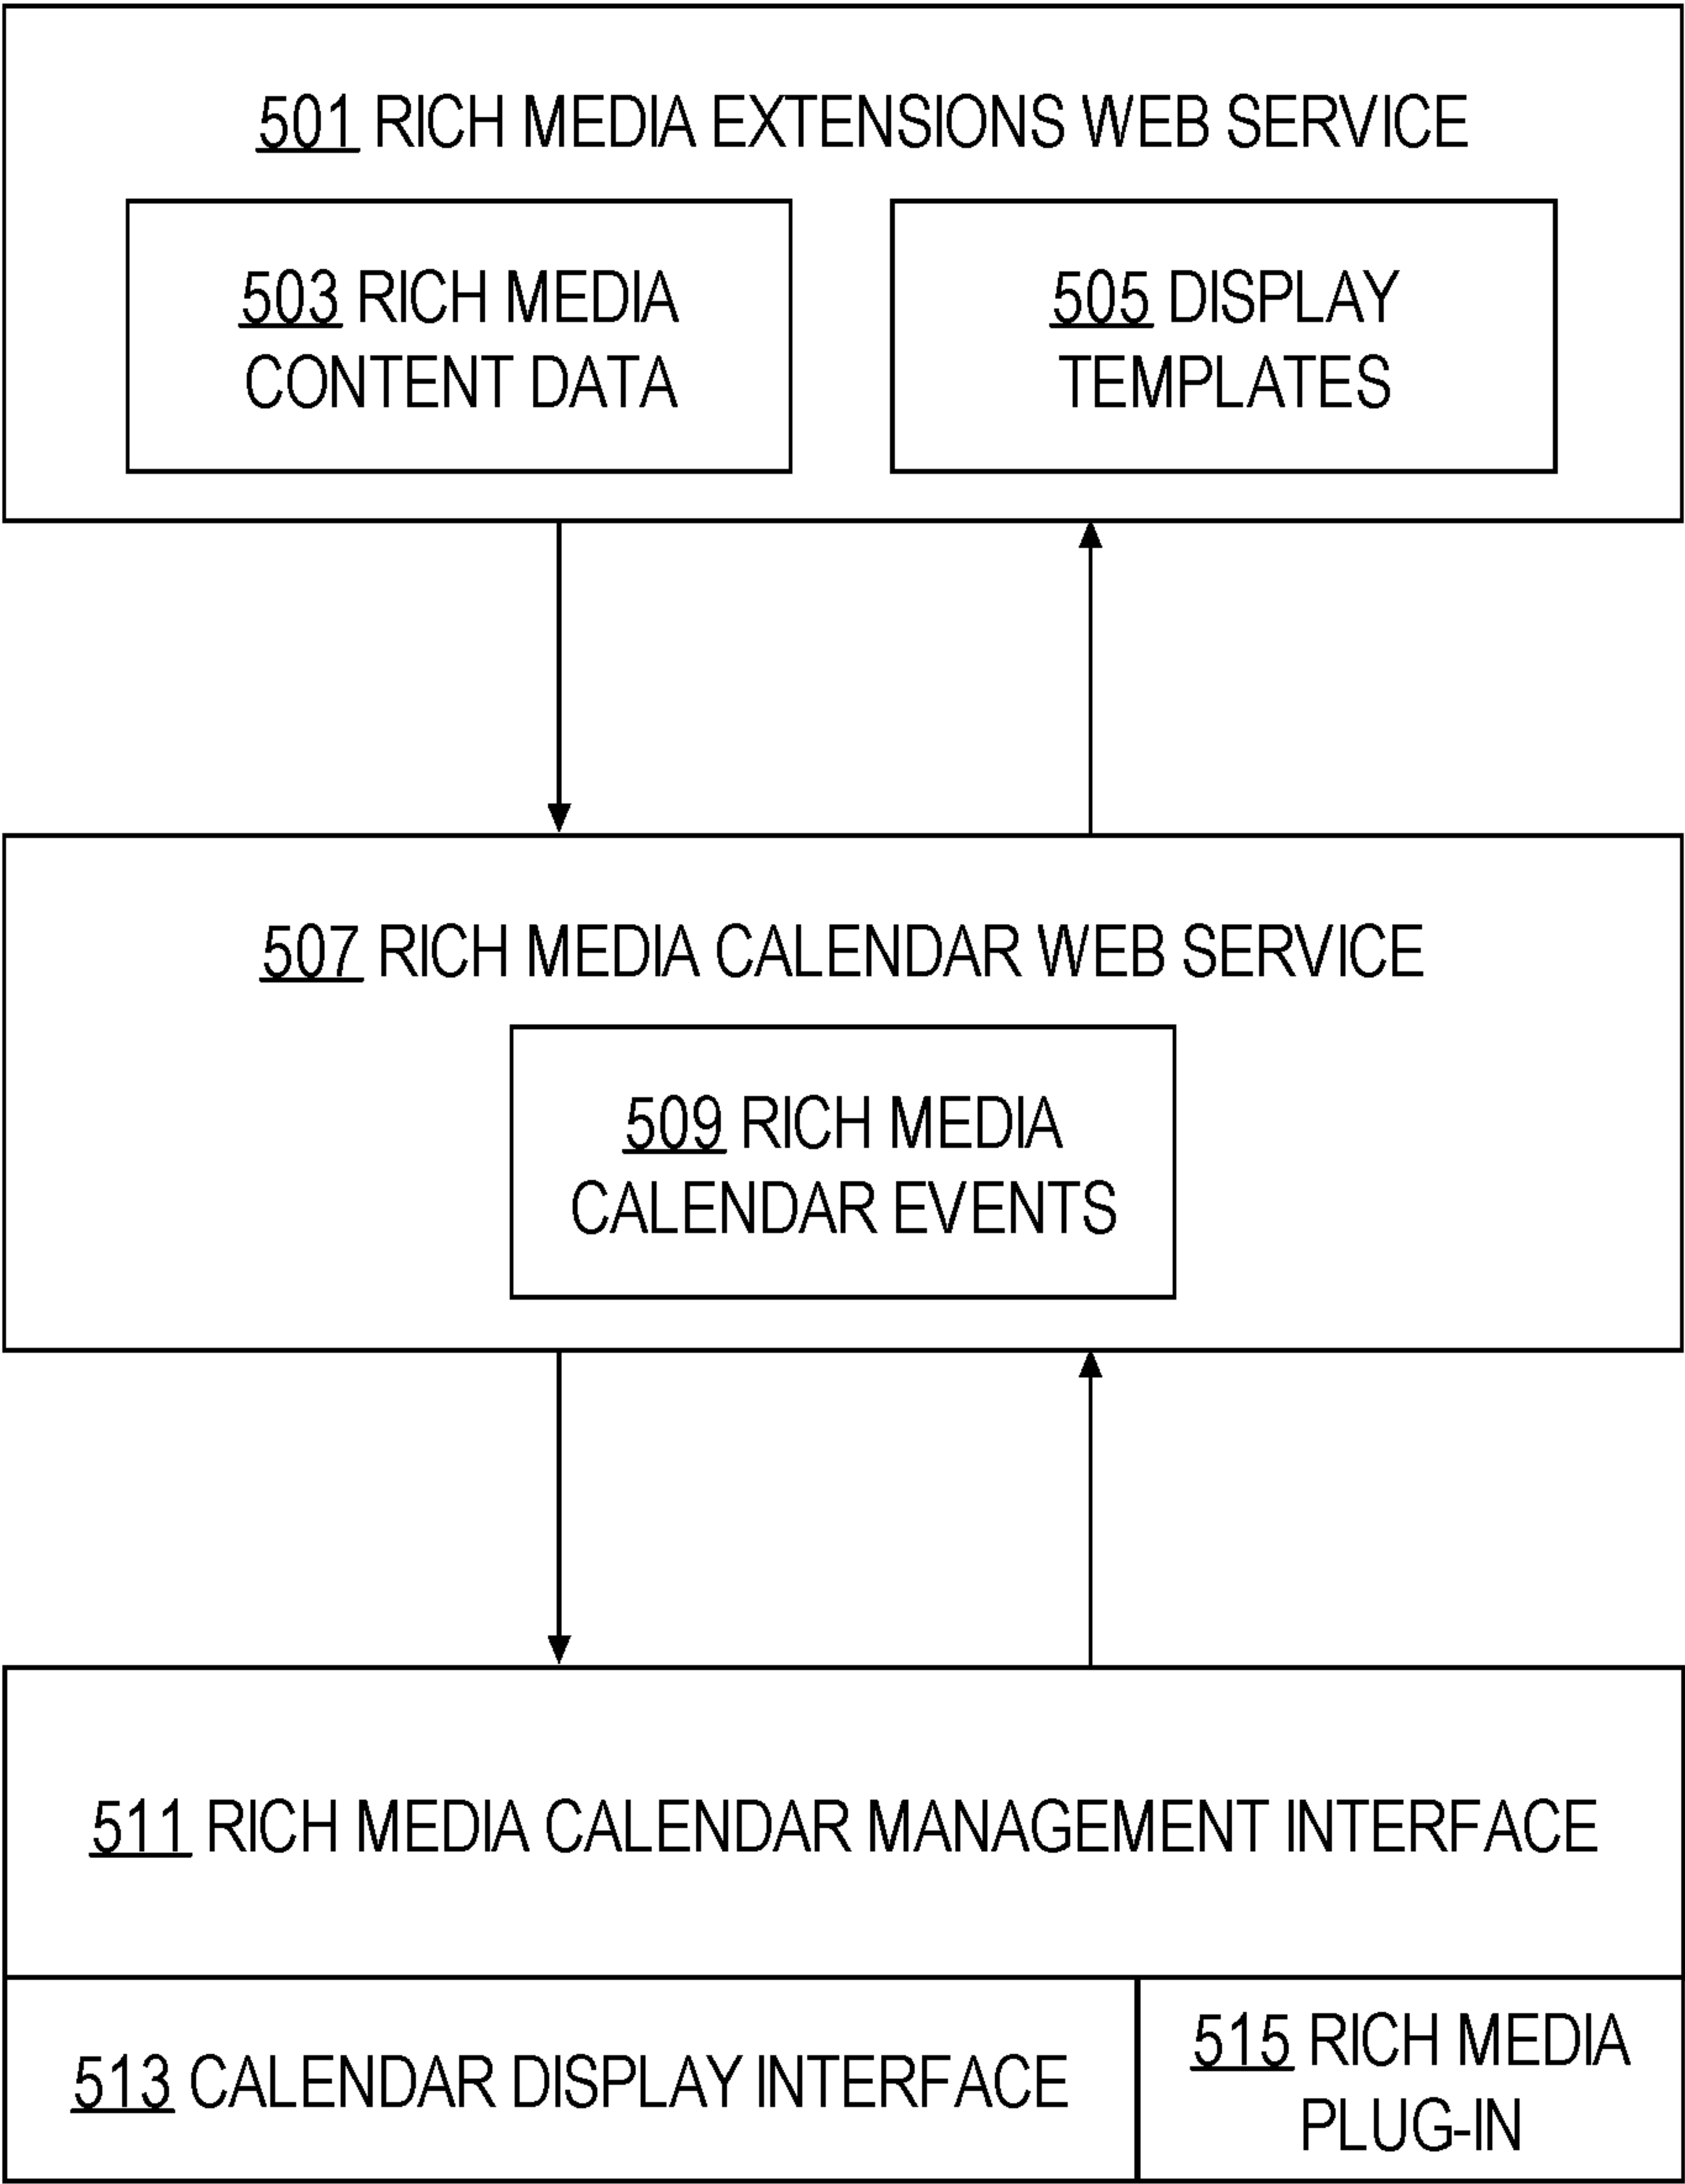 501 RICH MEDIA EXTENSIONS WEB SERVICE
503 RICH MEDIA
CONTENT DATA
505 DISPLAY
TEMPLATES
507 RICH MEDIA CALENDAR WEB SERVICE
509 RICH MEDIA
CALENDAR EVENTS
511 RICH MEDIA CALENDAR MANAGEMENT INTERFACE
513 CALENDAR DISPLAY INTERFACE
515 RICH MEDIA
PLUG-IN